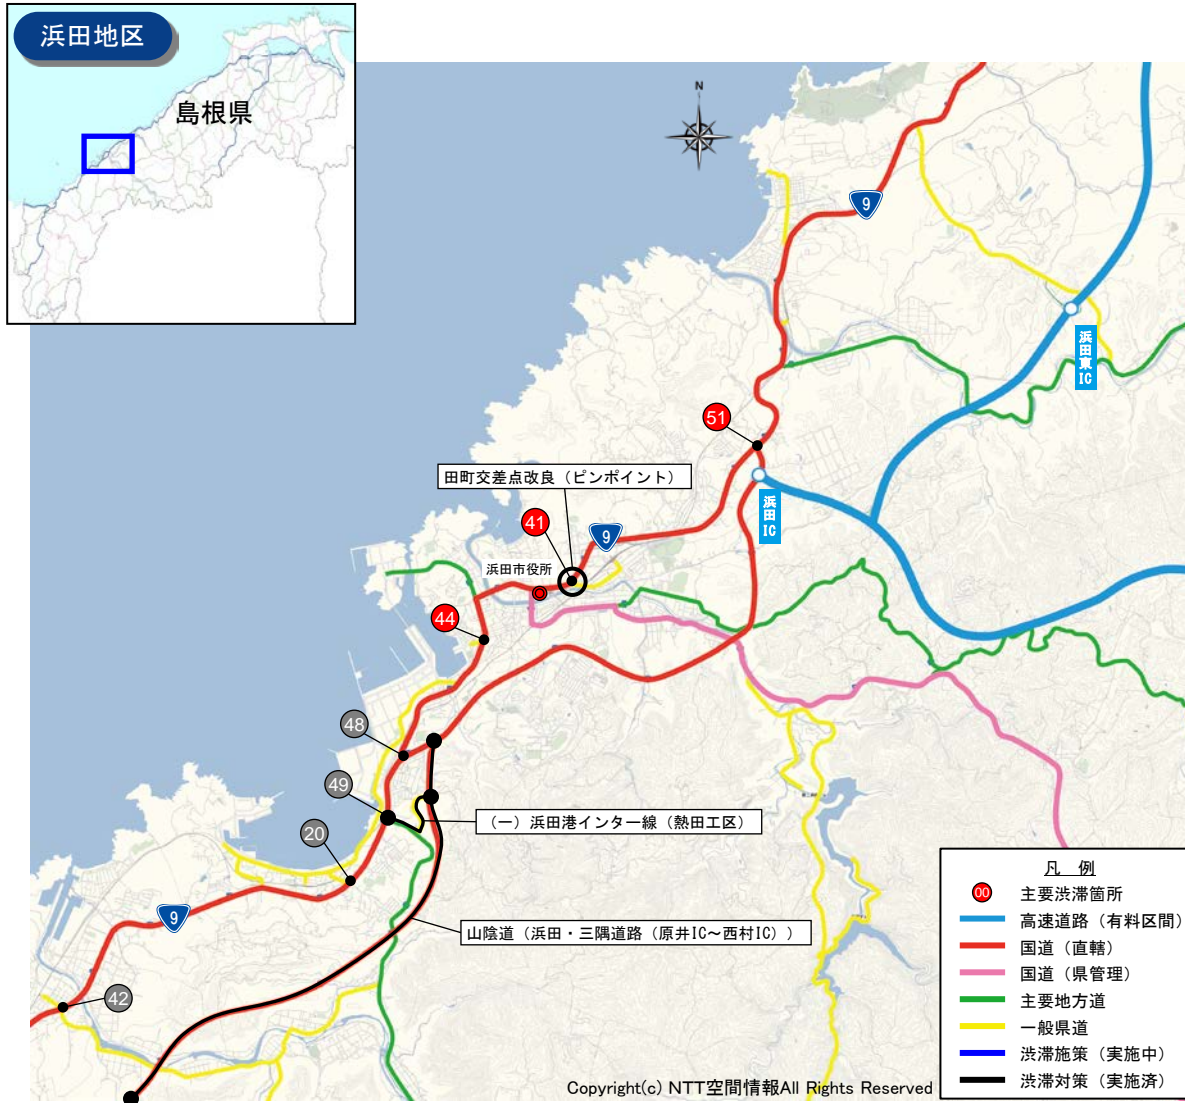 浜田地区
島根県
N
9
浜田東IC
51
田町交差点改良（ピンポイント）
浜田IC
41
9
浜田市役所
44
48
49
（一）浜田港インター線（熱田工区）
20
9
山陰道（浜田・三隅道路（原井IC～西村IC））
42
凡　例
00 主要渋滞箇所
高速道路（有料区間）
国道（直轄）
国道（県管理）
主要地方道
一般県道
渋滞施策（実施中）
渋滞対策（実施済）
Copyright(c) NTT空間情報All Rights Reserved